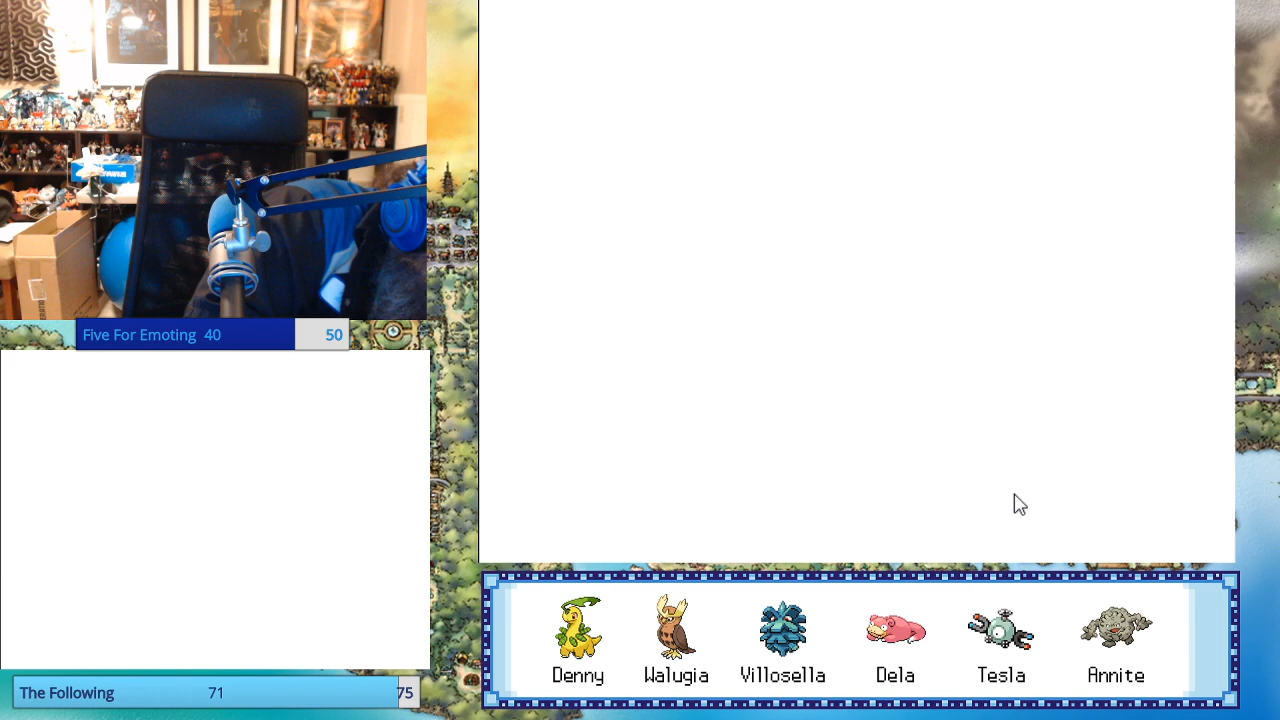 Five For Emoting 40 50
The Following 71 75
Denny Walugia Villosella Dela Tesla Annite